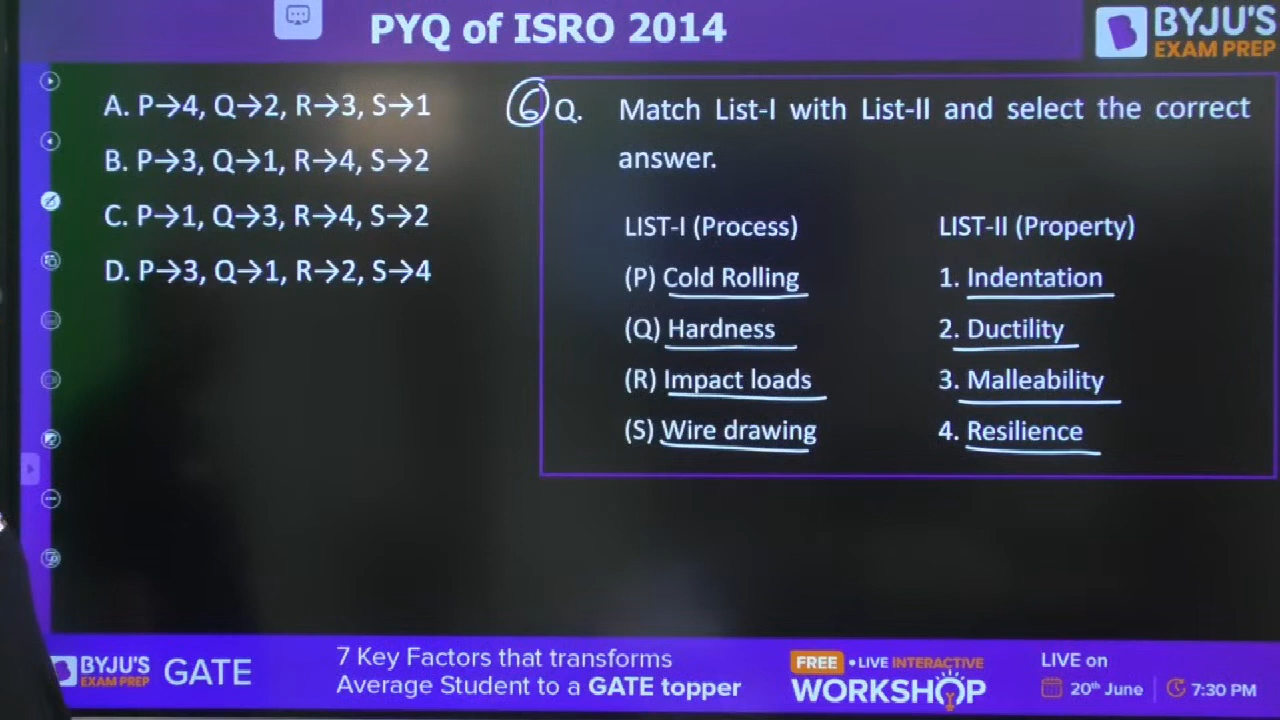 PYQ of ISRO 2014
BYJU'S
EXAM PREP
A. P→4, Q→2, R→3, S→1
B. P→3, Q→1, R→4, S→2
C. P→1, Q→3, R→4, S→2
D. P→3, Q→1, R→2, S→4
6 Q. Match List-I with List-II and select the correct
answer.
LIST-I (Process) LIST-II (Property)
(P) Cold Rolling 1. Indentation
(Q) Hardness 2. Ductility
(R) Impact loads 3. Malleability
(S) Wire drawing 4. Resilience
BYJU'S
EXAM PREP
GATE
7 Key Factors that transforms
Average Student to a GATE topper
FREE • LIVE INTERACTIVE
WORKSHOP
LIVE on
20th June 7:30 PM